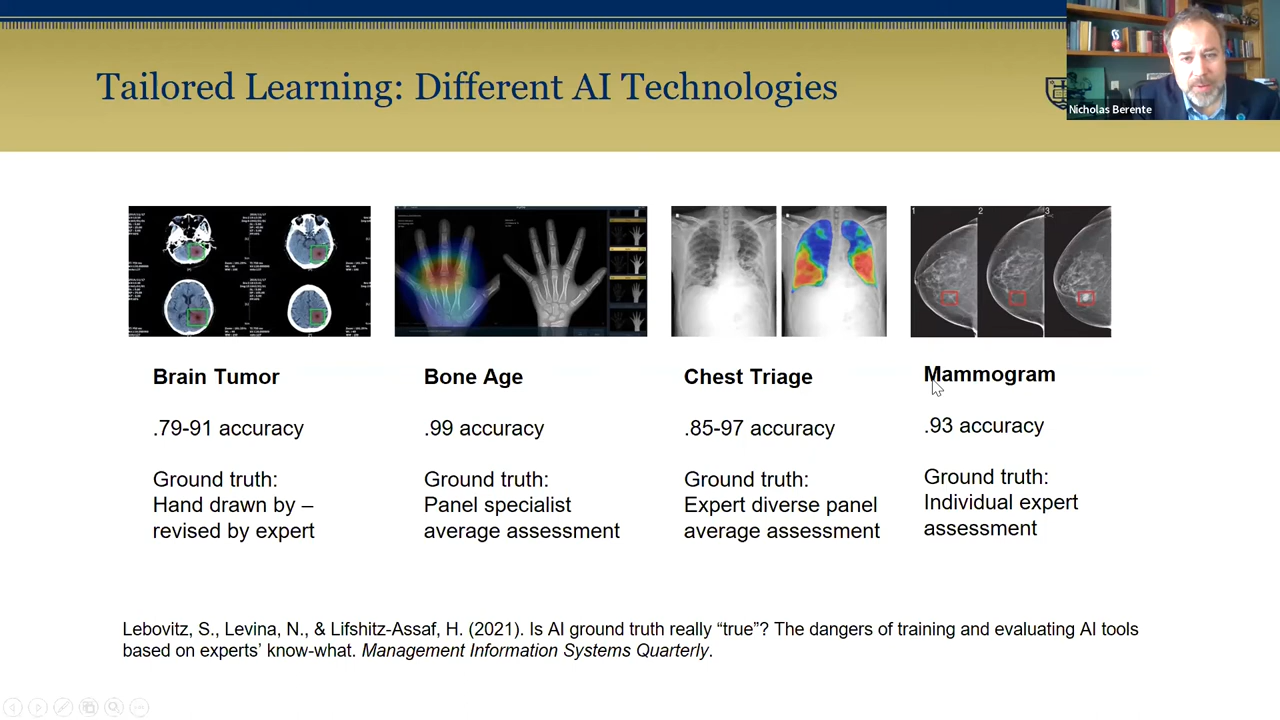 Tailored Learning: Different AI Technologies
Nicholas Berente
1
2
3
Brain Tumor
.79-91 accuracy
Ground truth:
Hand drawn by –
revised by expert
Bone Age
.99 accuracy
Ground truth:
Panel specialist
average assessment
Chest Triage
.85-97 accuracy
Ground truth:
Expert diverse panel
average assessment
Mammogram
.93 accuracy
Ground truth:
Individual expert
assessment
Lebovitz, S., Levina, N., & Lifshitz-Assaf, H. (2021). Is AI ground truth really “true”? The dangers of training and evaluating AI tools
based on experts’ know-what. Management Information Systems Quarterly.